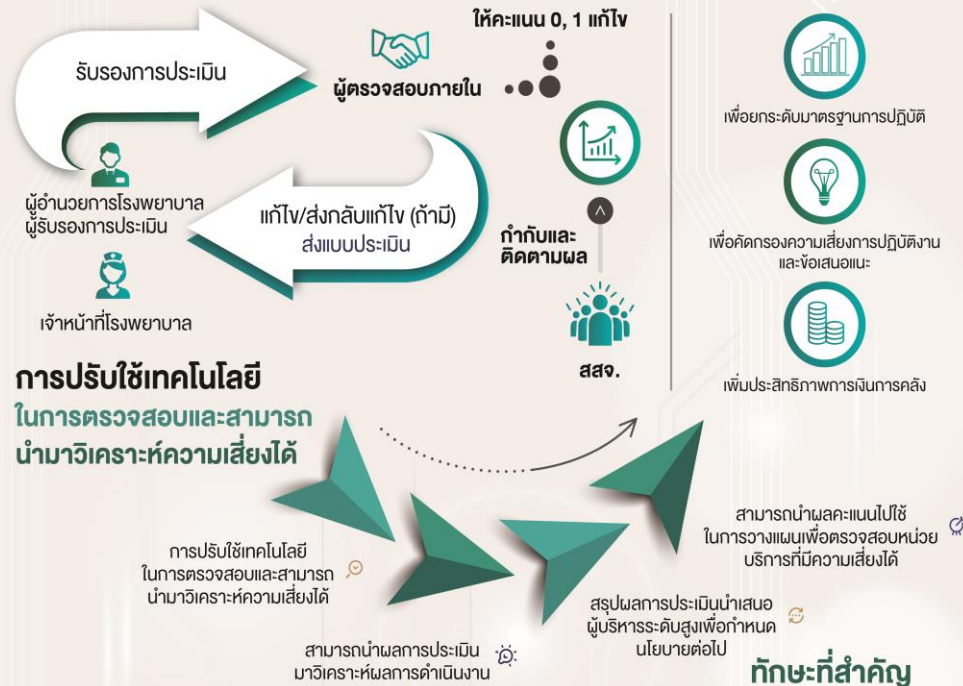 ให้คะแนน 0, 1 แก้ไข
รับรองการประเมิน
ผู้ตรวจสอบภายใน
ผู้อำนวยการโรงพยาบาล
ผู้รับรองการประเมิน
แก้ไข/ส่งกลับแก้ไข (ถ้ามี)
ส่งแบบประเมิน
เจ้าหน้าที่โรงพยาบาล
กำกับและ
ติดตามผล
สสจ.
เพื่อยกระดับมาตรฐานการปฏิบัติ
เพื่อคัดกรองความเสี่ยงการปฏิบัติงาน
และข้อเสนอแนะ
เพิ่มประสิทธิภาพการเงินการคลัง
การปรับใช้เทคโนโลยี
ในการตรวจสอบและสามารถ
นำมาวิเคราะห์ความเสี่ยงได้
การปรับใช้เทคโนโลยี
ในการตรวจสอบและสามารถ
นำมาวิเคราะห์ความเสี่ยงได้
สามารถนำผลการประเมิน
มาวิเคราะห์ผลการดำเนินงาน
สรุปผลการประเมินนำเสนอ
ผู้บริหารระดับสูงเพื่อกำหนด
นโยบายต่อไป
สามารถนำผลคะแนนไปใช้
ในการวางแผนเพื่อตรวจสอบหน่วย
บริการที่มีความเสี่ยงได้
ทักษะที่สำคัญ